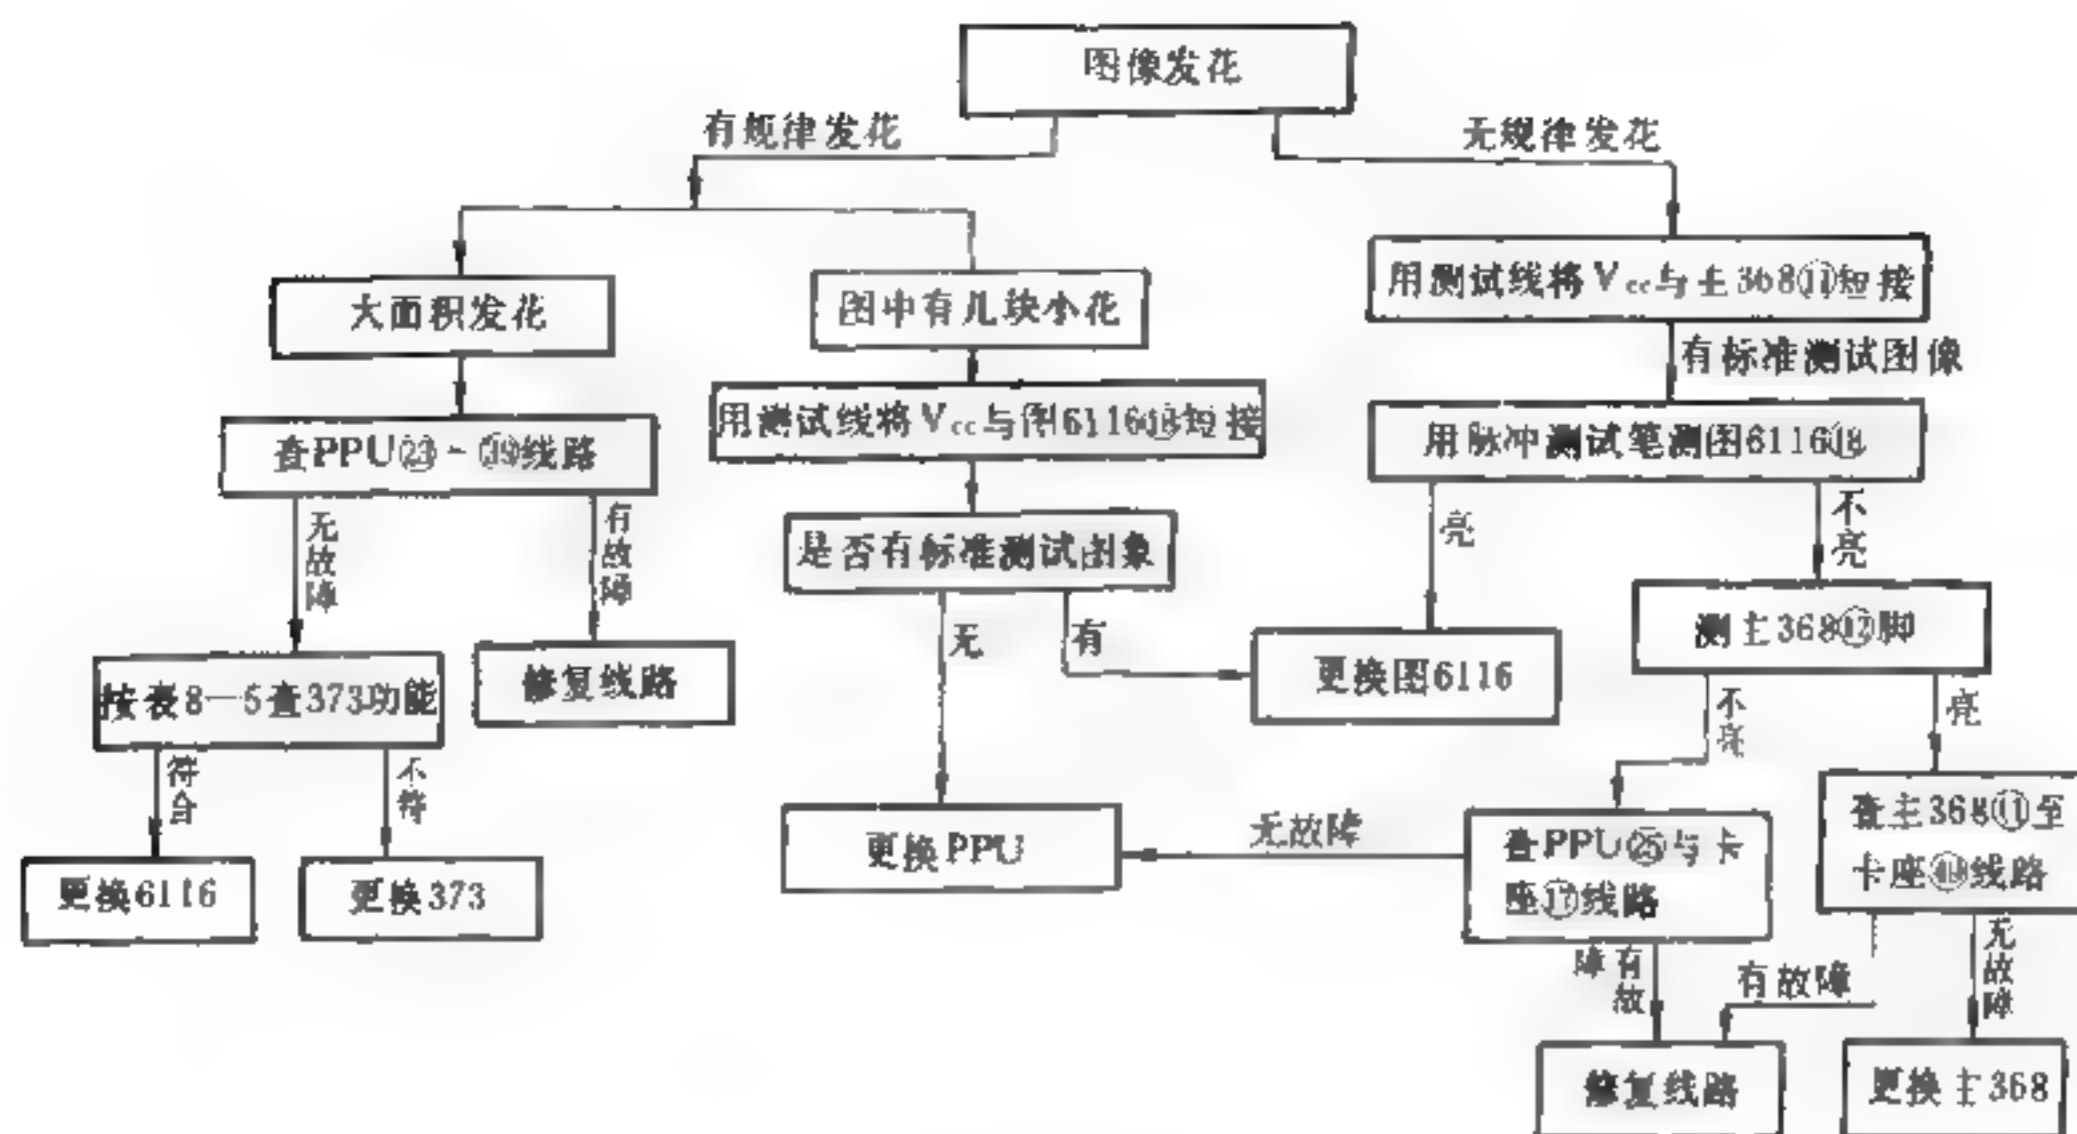 图像发花
有规律发花
无规律发花
大面积发花
图中有几块小花
用测试线将Vcc与主368⑪短接
有标准测试图像
查PPU㉓~㊴线路
用测试线将Vcc与图6116⑱短接
用脉冲测试笔测图6116⑱
无故障
有故障
是否有标准测试图象
亮
不亮
按表8—5查373功能
修复线路
无
有
更换图6116
测主368⑫脚
符合
不符
不亮
亮
更换6116
更换373
更换PPU
无故障
查PPU㉕与卡
座⑰线路
查主368⑪至
卡座㊾线路
有故障
有故障
无故障
修复线路
更换主368